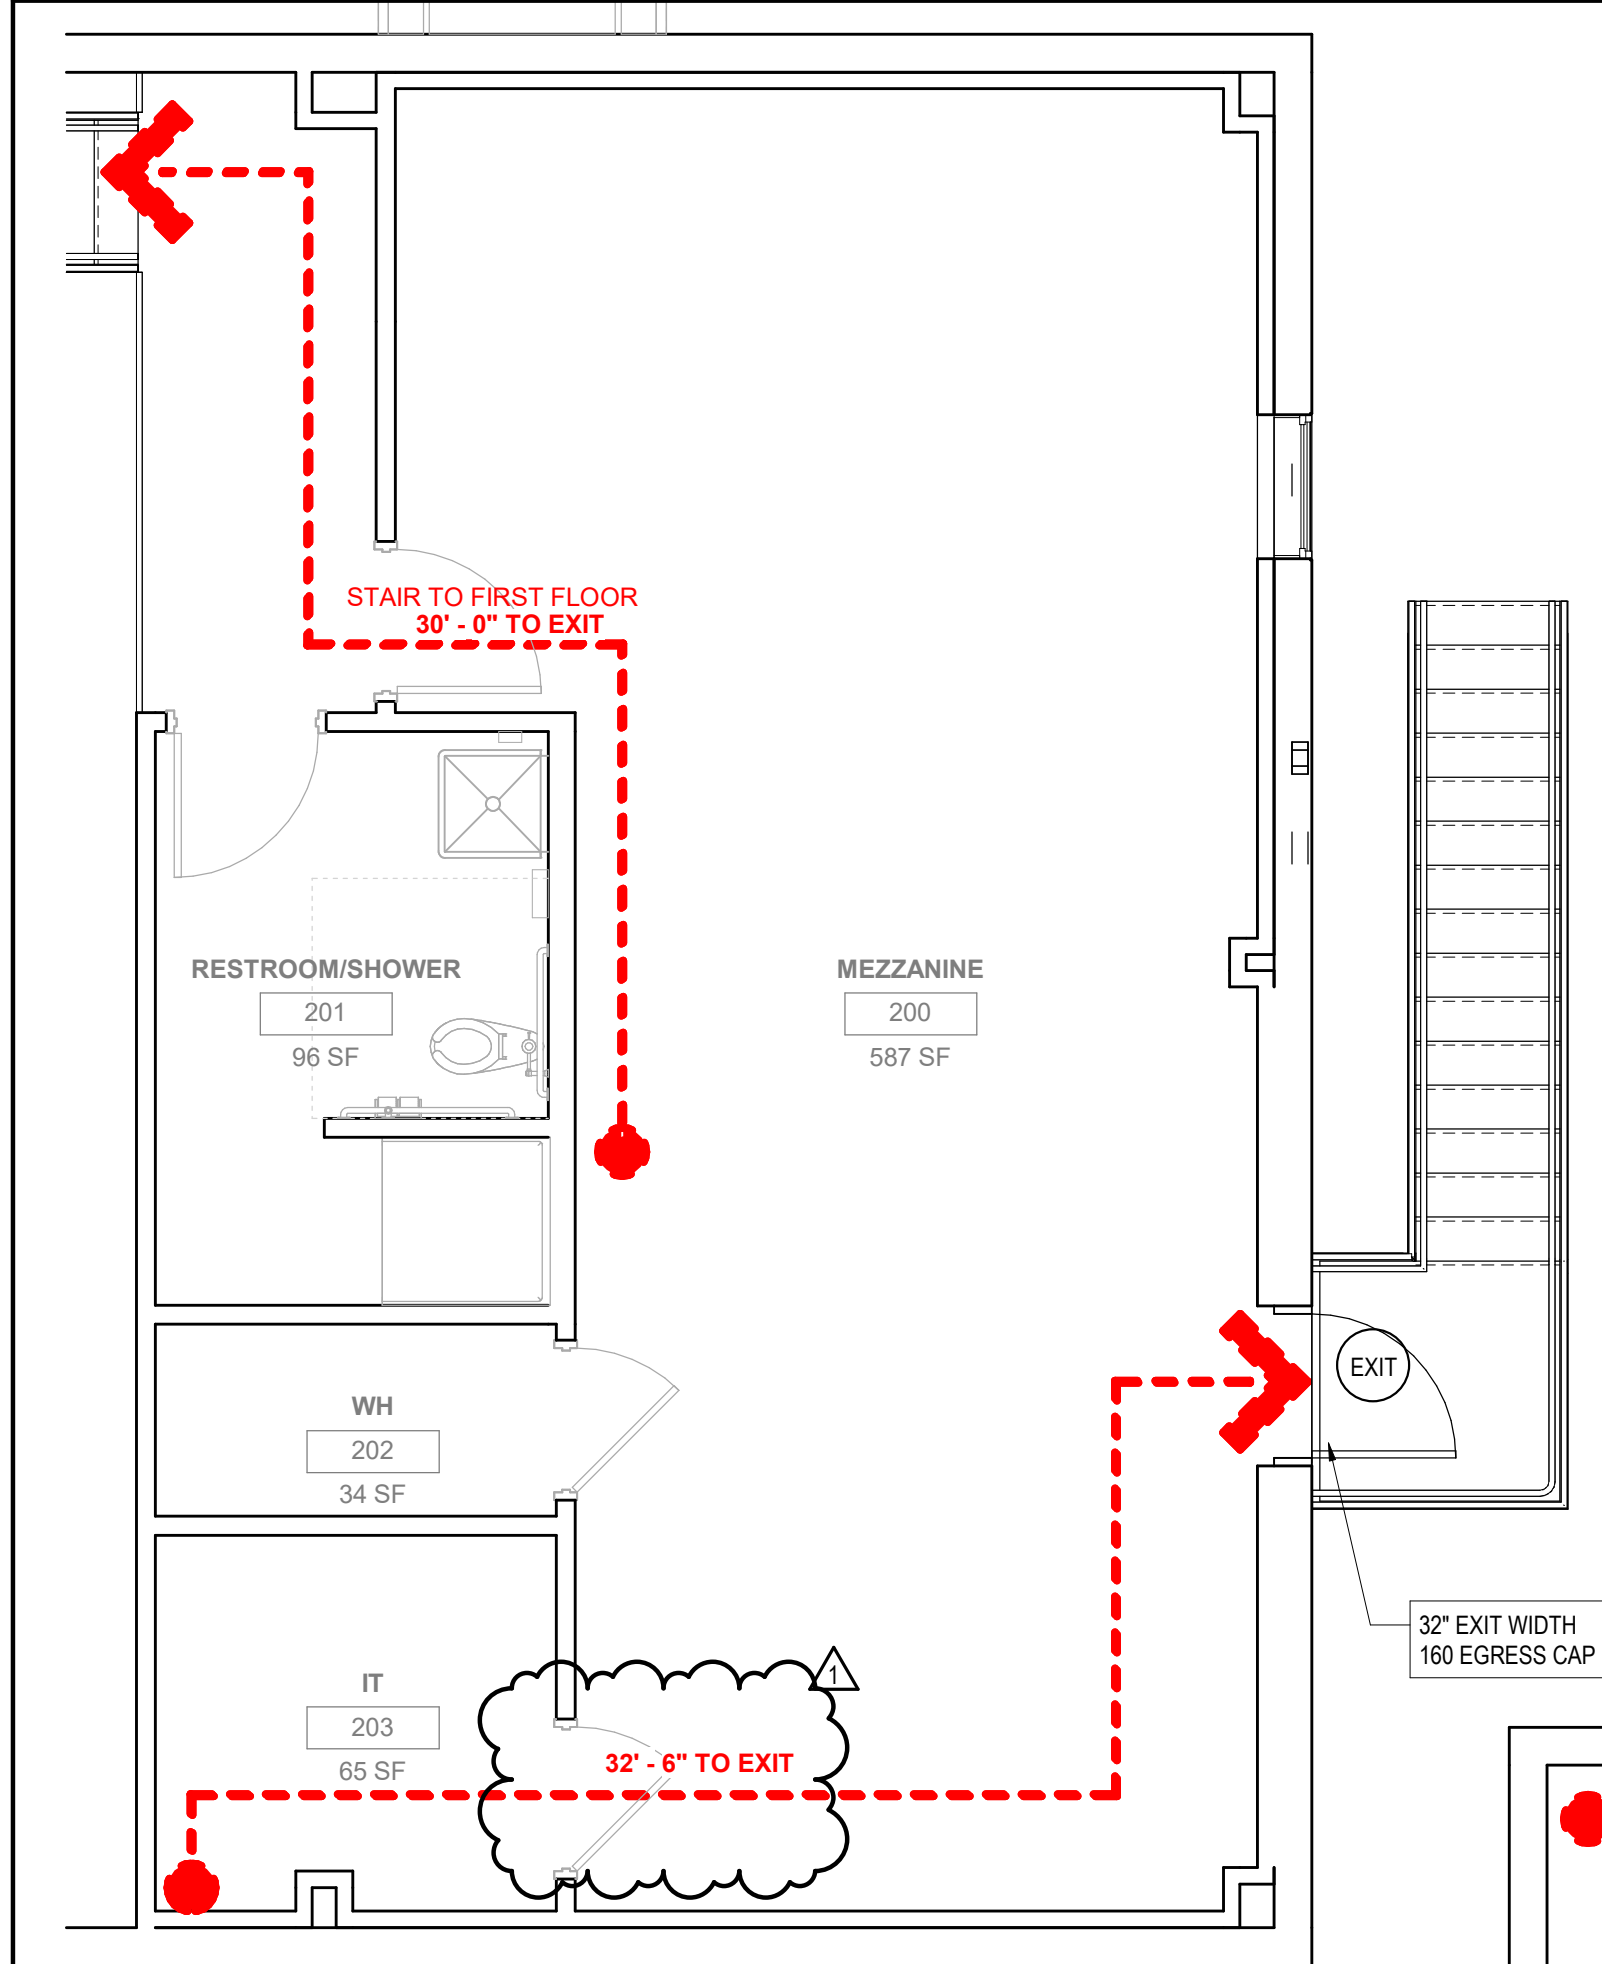 STAIR TO FIRST FLOOR
30' - 0" TO EXIT
RESTROOM/SHOWER
201
96 SF
MEZZANINE
200
587 SF
EXIT
WH
202
34 SF
32" EXIT WIDTH
160 EGRESS CAP
IT
203
65 SF
1
32' - 6" TO EXIT